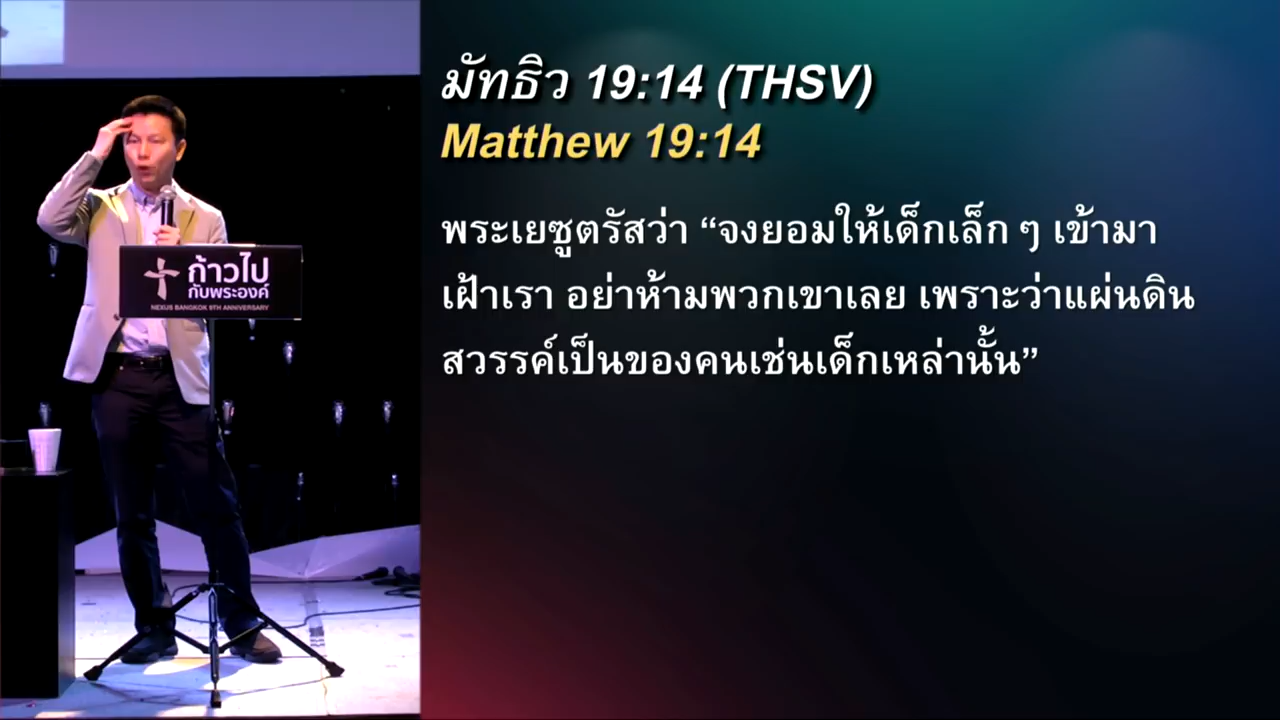 มัทธิว 19:14 (THSV)
Matthew 19:14
พระเยซูตรัสว่า “จงยอมให้เด็กเล็ก ๆ เข้ามา
เฝ้าเรา อย่าห้ามพวกเขาเลย เพราะว่าแผ่นดิน
สวรรค์เป็นของคนเช่นเด็กเหล่านั้น”
ก้าวไป
กับพระองค์
NEXUS BANGKOK 9TH ANNIVERSARY